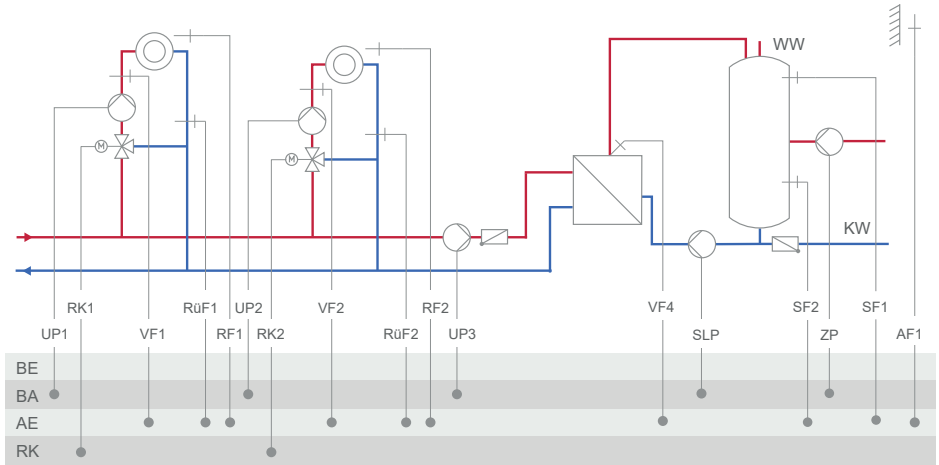 WW
M
M
KW
RK1 RüF1 UP2 VF2 RF2 VF4 SF2 SF1
UP1 VF1 RF1 RK2 RüF2 UP3 SLP ZP AF1
BE
BA
AE
RK